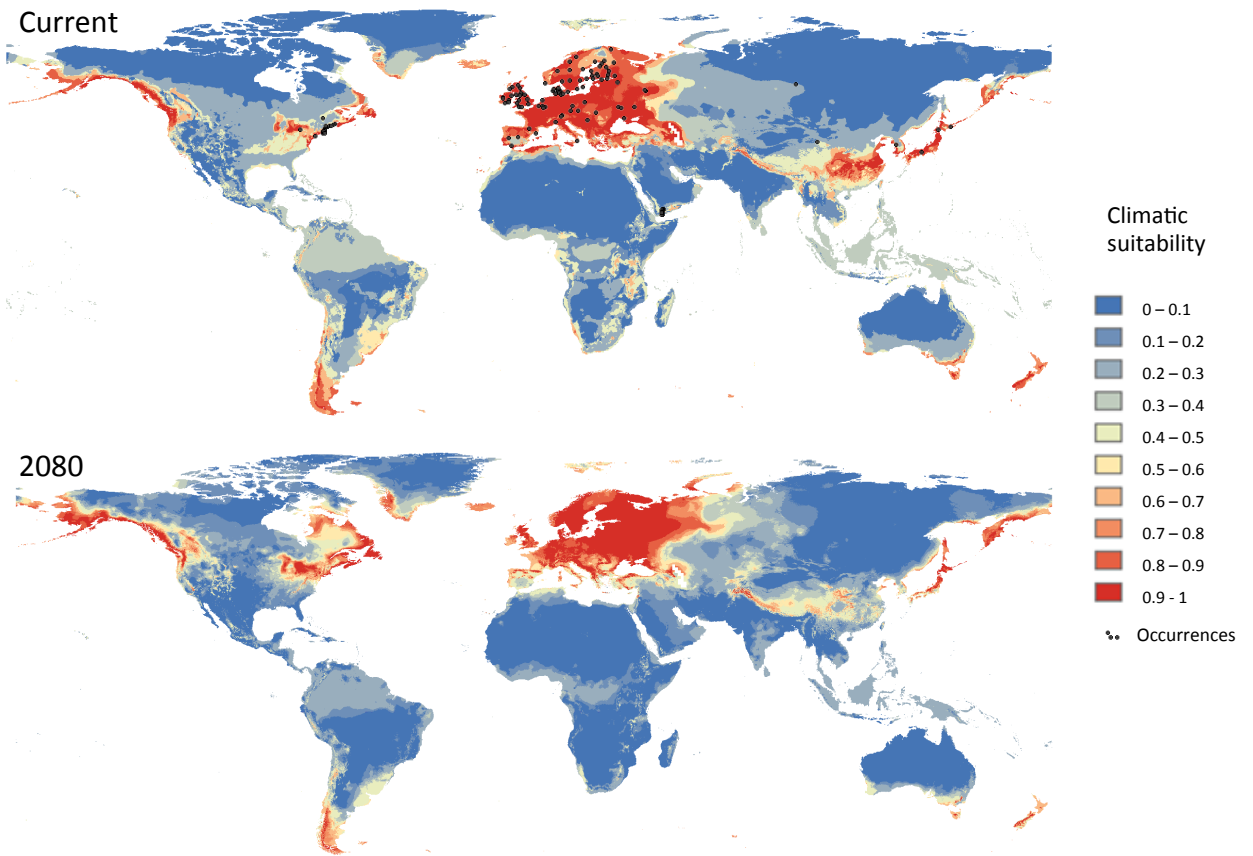 Current
2080
Climatic
suitability
0 – 0.1
0.1 – 0.2
0.2 – 0.3
0.3 – 0.4
0.4 – 0.5
0.5 – 0.6
0.6 – 0.7
0.7 – 0.8
0.8 – 0.9
0.9 - 1
Occurrences